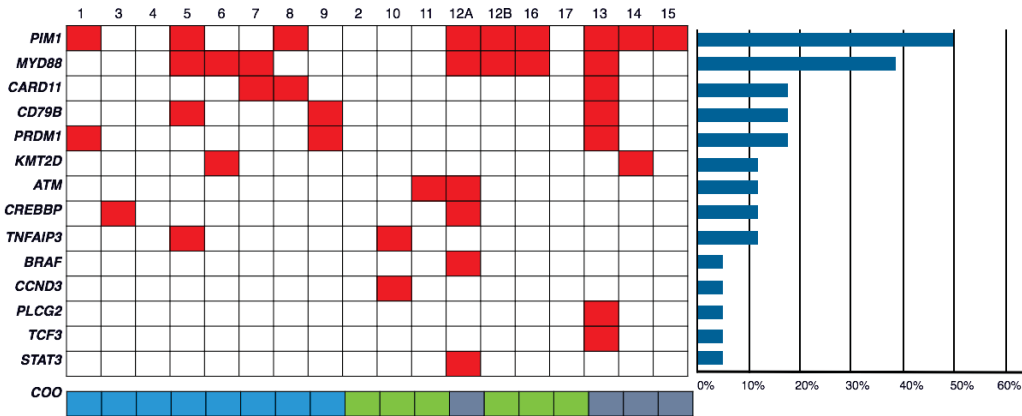 1 3 4 5 6 7 8 9 2 10 11 12A 12B 16 17 13 14 15
PIM1
MYD88
CARD11
CD79B
PRDM1
KMT2D
ATM
CREBBP
TNFAIP3
BRAF
CCND3
PLCG2
TCF3
STAT3
0% 10% 20% 30% 40% 50% 60%
COO